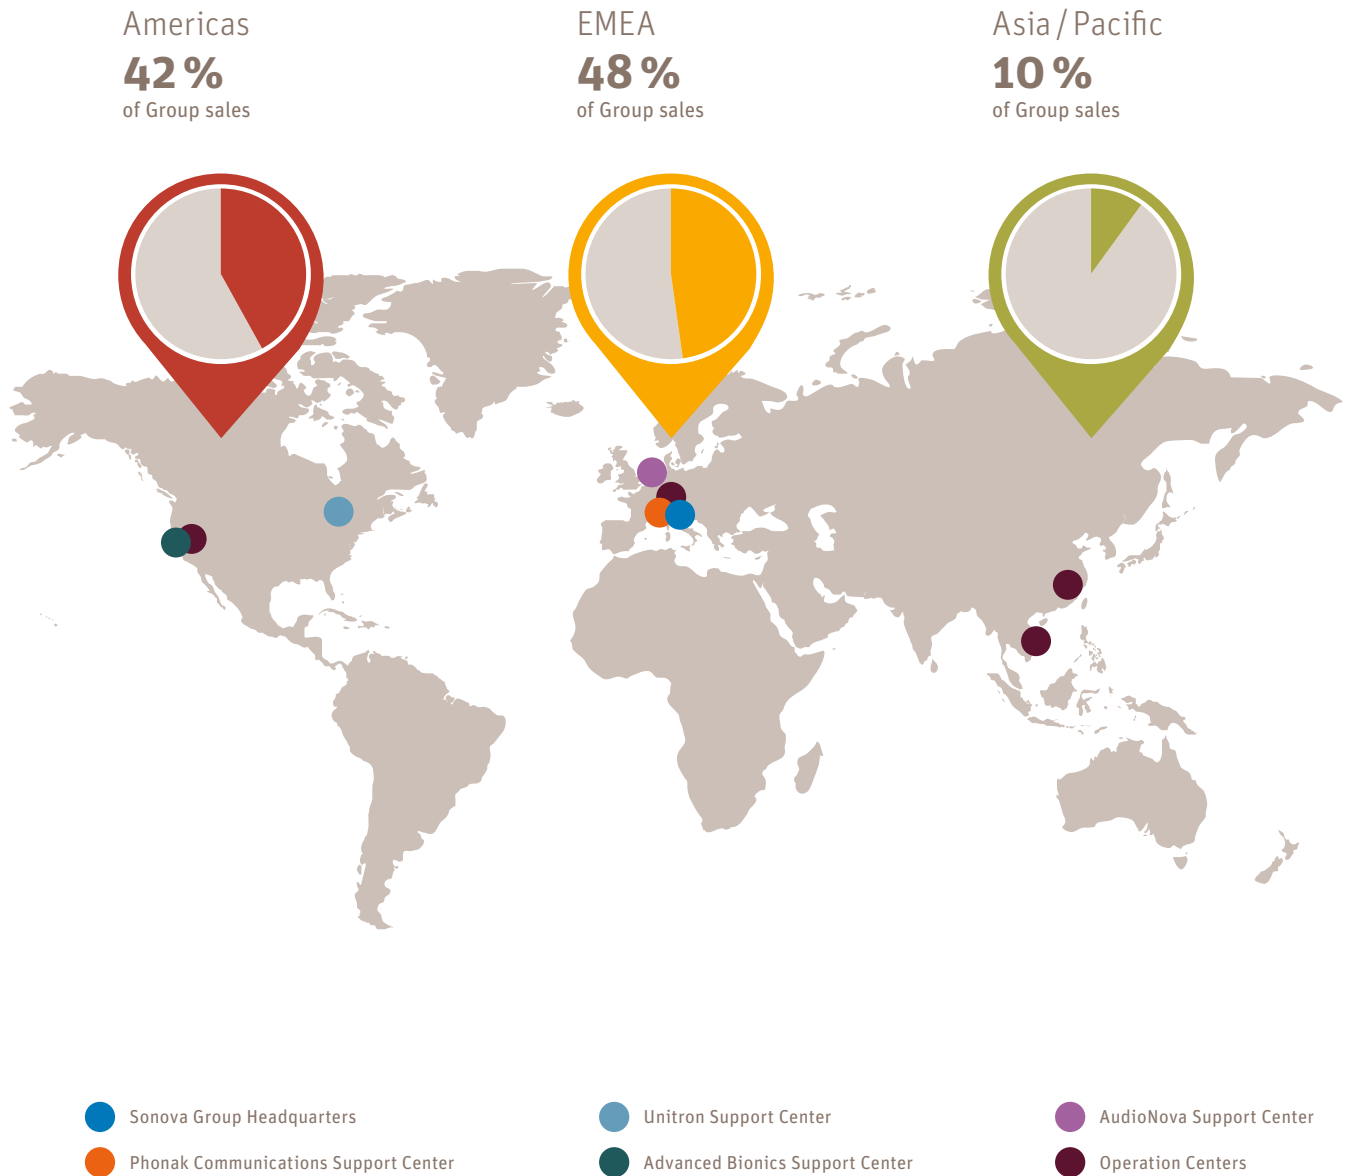 Americas
42 %
of Group sales
EMEA
48 %
of Group sales
Asia / Pacific
10 %
of Group sales
Sonova Group Headquarters
Unitron Support Center
AudioNova Support Center
Phonak Communications Support Center
Advanced Bionics Support Center
Operation Centers